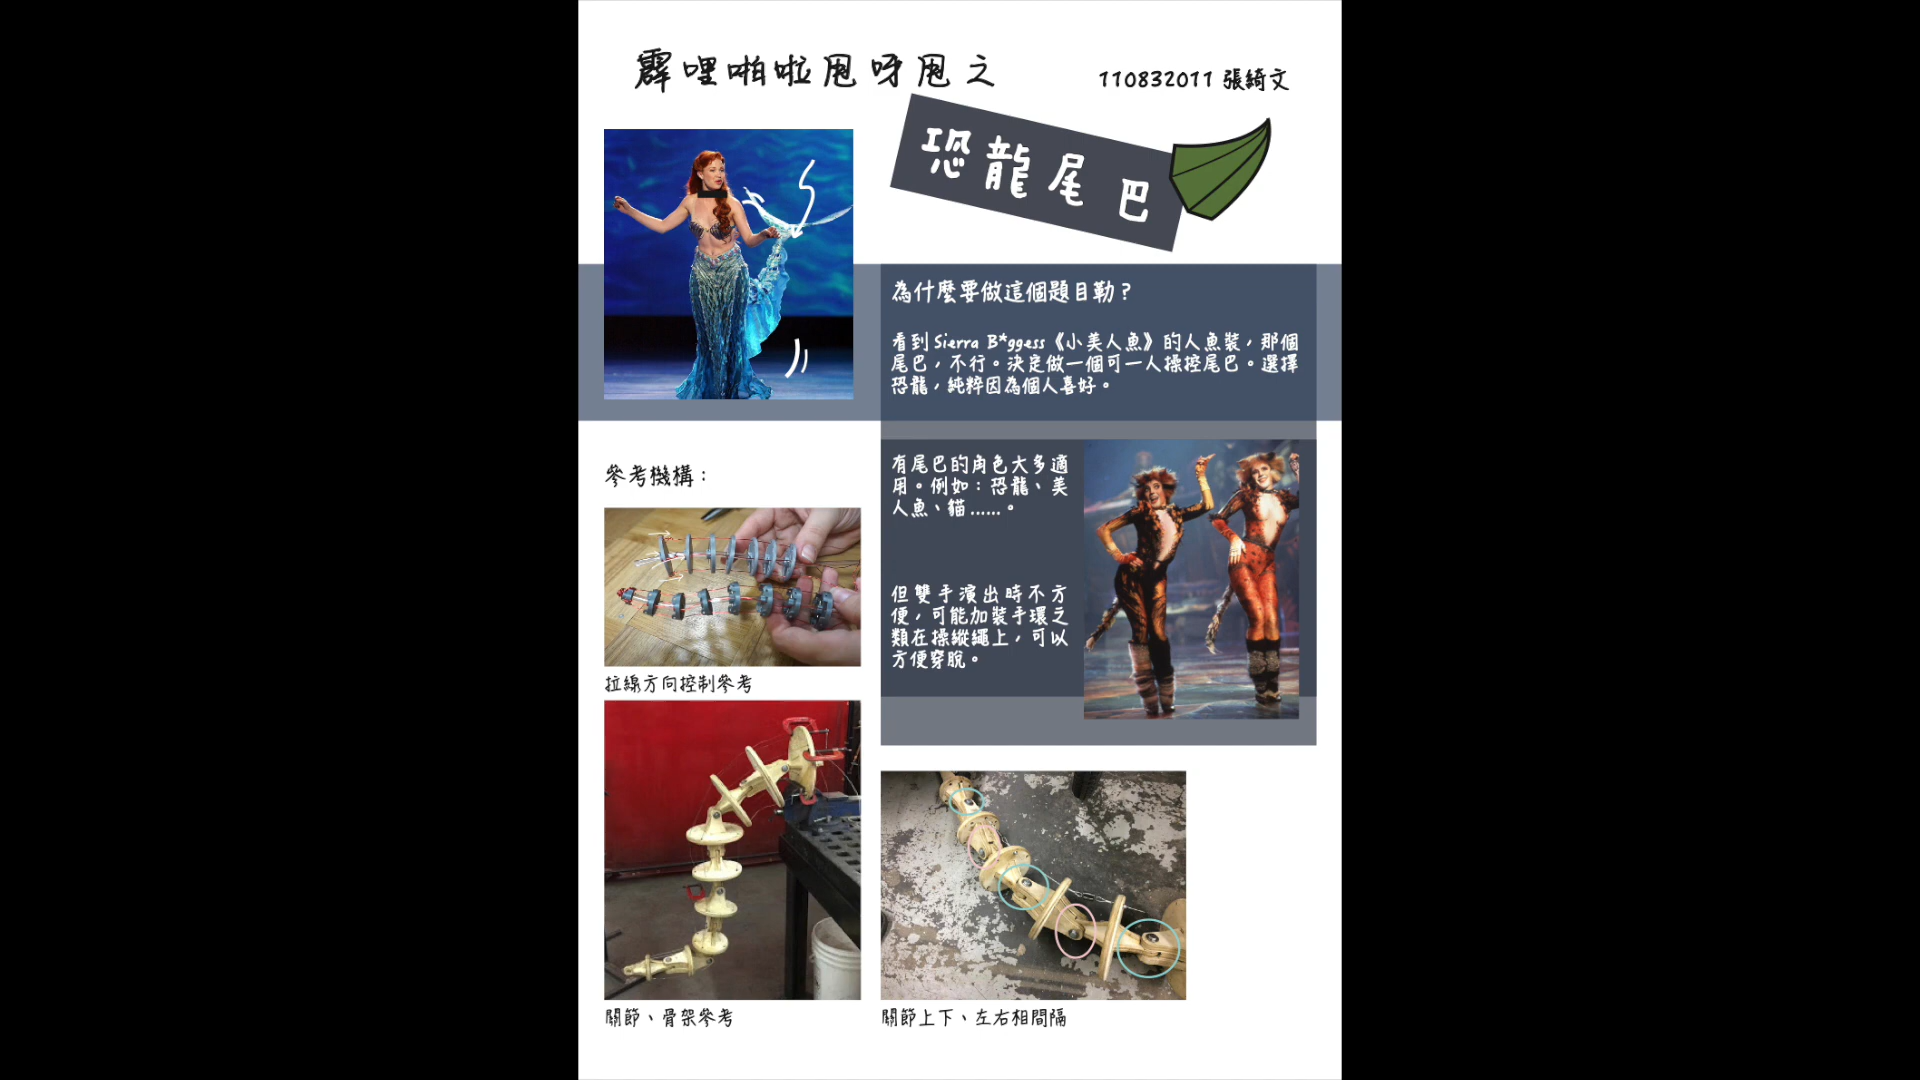 霹哩啪啦甩呀甩之
110832011 張綺文
恐龍尾巴
為什麼要做這個題目勒？
看到Sierra B*ggess《小美人魚》的人魚裝，那個
尾巴，不行。決定做一個可一人操控尾巴。選擇
恐龍，純粹因為個人喜好。
有尾巴的角色大多適
用。例如：恐龍、美
人魚、貓……。
但雙手演出時不方
便，可能加裝手環之
類在操縱繩上，可以
方便穿脫。
參考機構：
拉線方向控制參考
關節、骨架參考
關節上下、左右相間隔